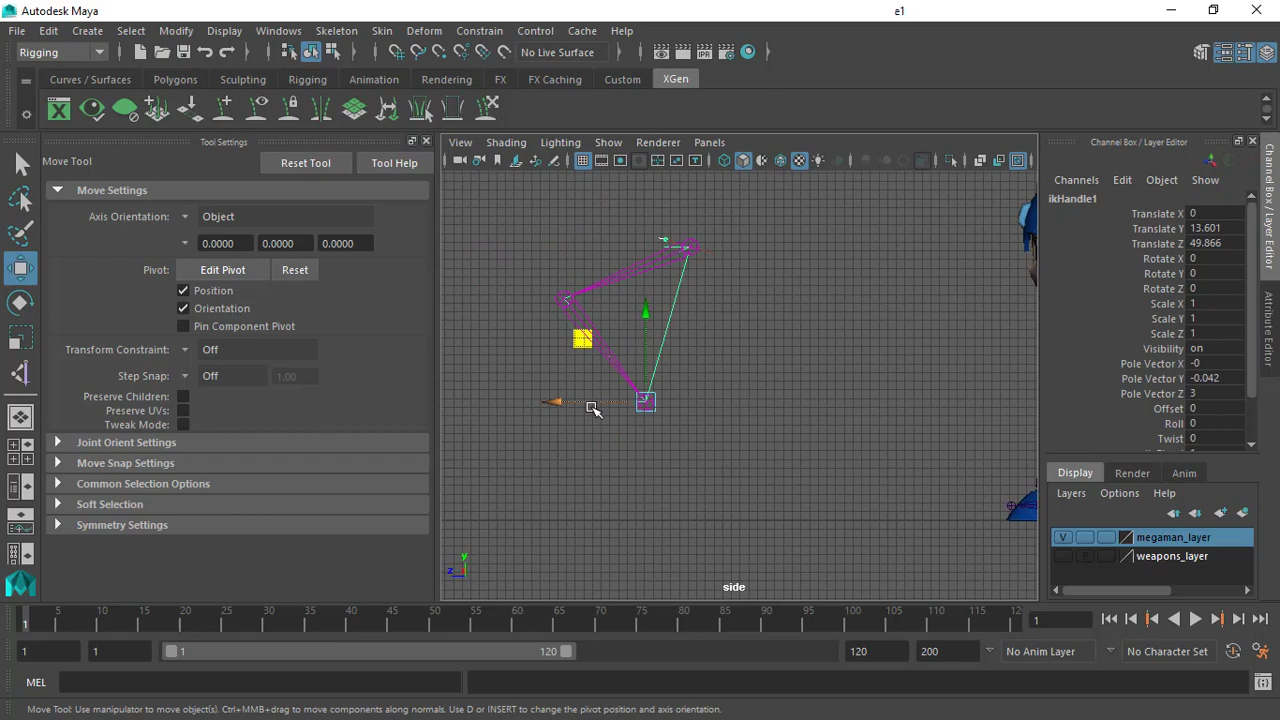 Autodesk Maya
e1
File Edit Create Select Modify Display Windows Skeleton Skin Deform Constrain Control Cache Help
Rigging
No Live Surface
Curves / Surfaces Polygons Sculpting Rigging Animation Rendering FX FX Caching Custom XGen
IPR
Tool Settings
Move Tool
Reset Tool
Tool Help
Move Settings
Axis Orientation: Object
0.0000 0.0000 0.0000
Pivot: Edit Pivot Reset
Position
Orientation
Pin Component Pivot
Transform Constraint: Off
Step Snap: Off 1.00
Preserve Children:
Preserve UVs:
Tweak Mode:
Joint Orient Settings
Move Snap Settings
Common Selection Options
Soft Selection
Symmetry Settings
View Shading Lighting Show Renderer Panels
y
z
side
Channel Box / Layer Editor
Channels Edit Object Show
ikHandle1
Translate X 0
Translate Y 13.601
Translate Z 49.866
Rotate X 0
Rotate Y 0
Rotate Z 0
Scale X 1
Scale Y 1
Scale Z 1
Visibility on
Pole Vector X -0
Pole Vector Y -0.042
Pole Vector Z 3
Offset 0
Roll 0
Twist 0
Display Render Anim
Layers Options Help
V megaman_layer
R weapons_layer
Channel Box / Layer Editor
Attribute Editor
5 10 15 20 25 30 35 40 45 50 55 60 65 70 75 80 85 90 95 100 105 110 115 12
1
1
1 1 1 120 120 200 No Anim Layer No Character Set
MEL
Move Tool: Use manipulator to move object(s). Ctrl+MMB+drag to move components along normals. Use D or INSERT to change the pivot position and axis orientation.